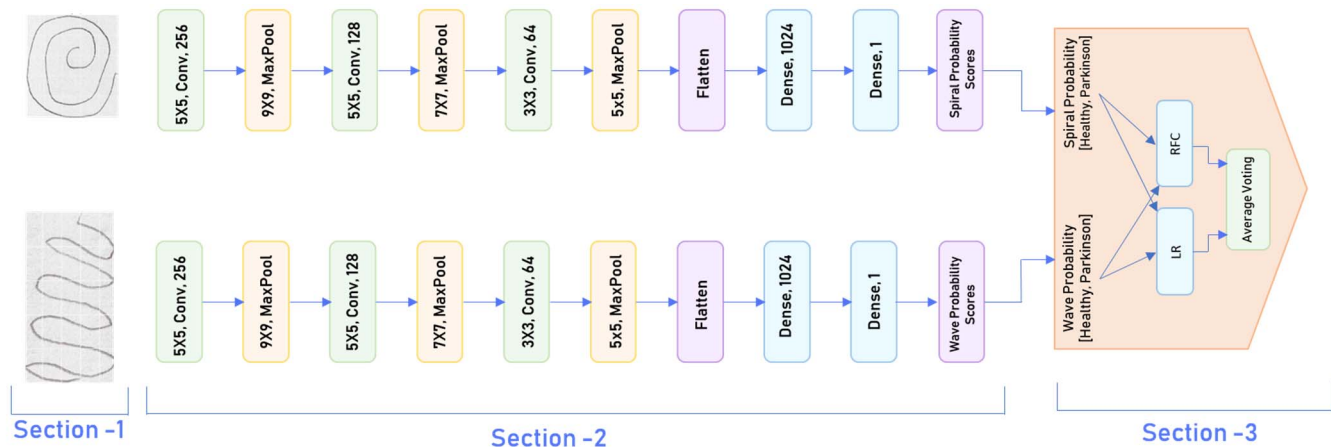 5X5, Conv, 256
9X9, MaxPool
5X5, Conv, 128
7X7, MaxPool
3X3, Conv, 64
5x5, MaxPool
Flatten
Dense, 1024
Dense, 1
Spiral Probability
Scores
5X5, Conv, 256
9X9, MaxPool
5X5, Conv, 128
7X7, MaxPool
3X3, Conv, 64
5x5, MaxPool
Flatten
Dense, 1024
Dense, 1
Wave Probability
Scores
Spiral Probability
[Healthy, Parkinson]
Wave Probability
[Healthy, Parkinson]
RFC
LR
Average Voting
Section -1
Section -2
Section -3